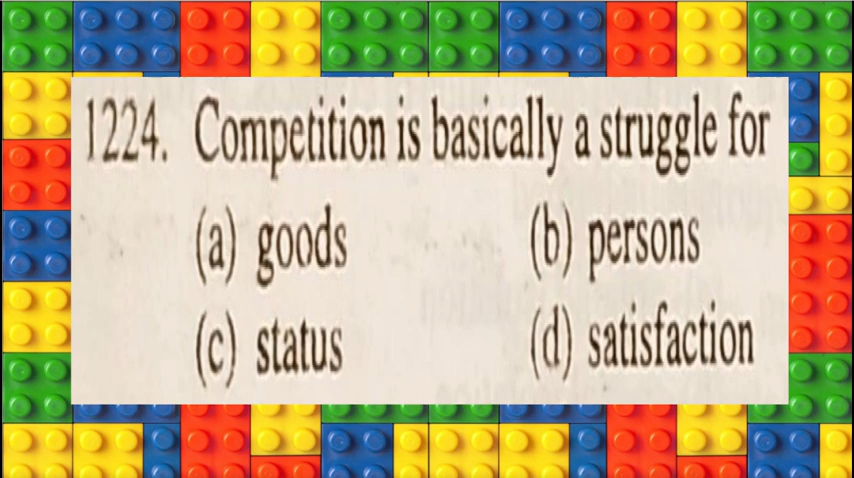 1224. Competition is basically a struggle for
(a) goods (b) persons
(c) status (d) satisfaction